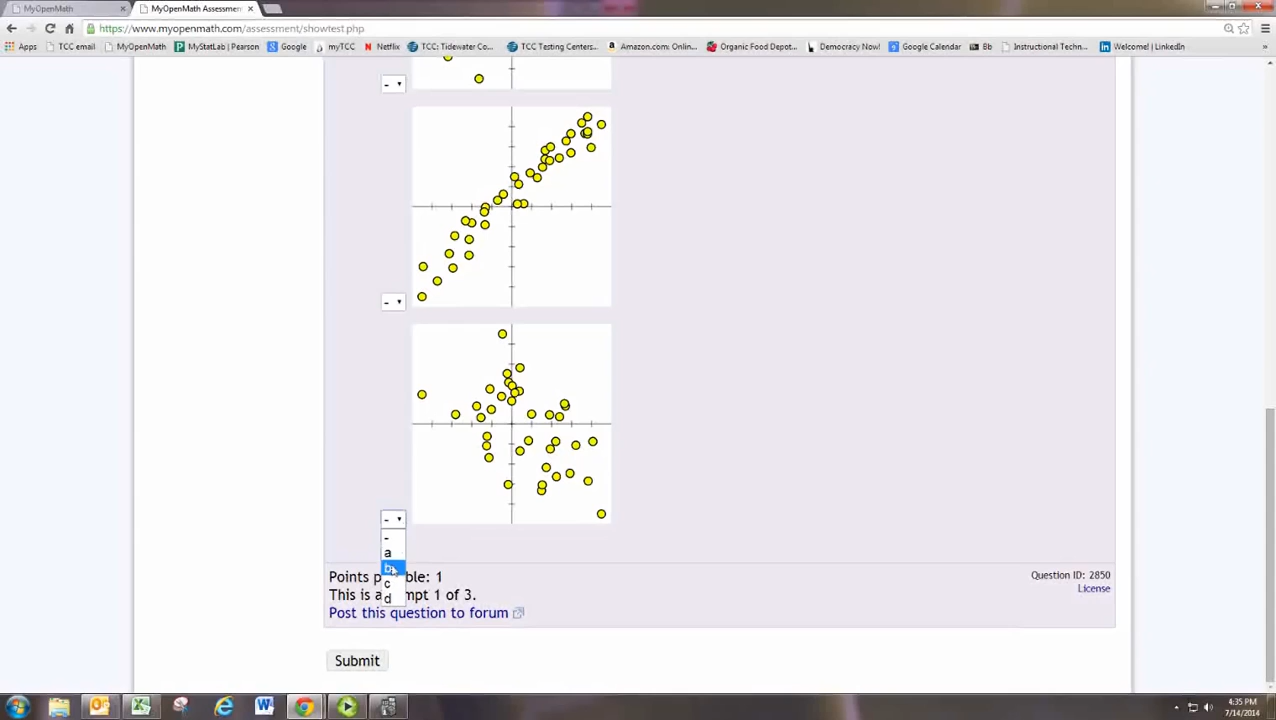 MyOpenMath
MyOpenMath Assessmen
https://www.myopenmath.com/assessment/showtest.php
Apps TCC email MyOpenMath MyStatLab | Pearson Google myTCC Netflix TCC: Tidewater Co... TCC Testing Centers... Amazon.com: Onlin... Organic Food Depot... Democracy Now! Google Calendar Bb Instructional Techn... Welcome! | LinkedIn
-
-
-
-
a
b
c
d
Points possible: 1
This is attempt 1 of 3.
Post this question to forum
Question ID: 2850
License
Submit
4:35 PM
7/14/2014